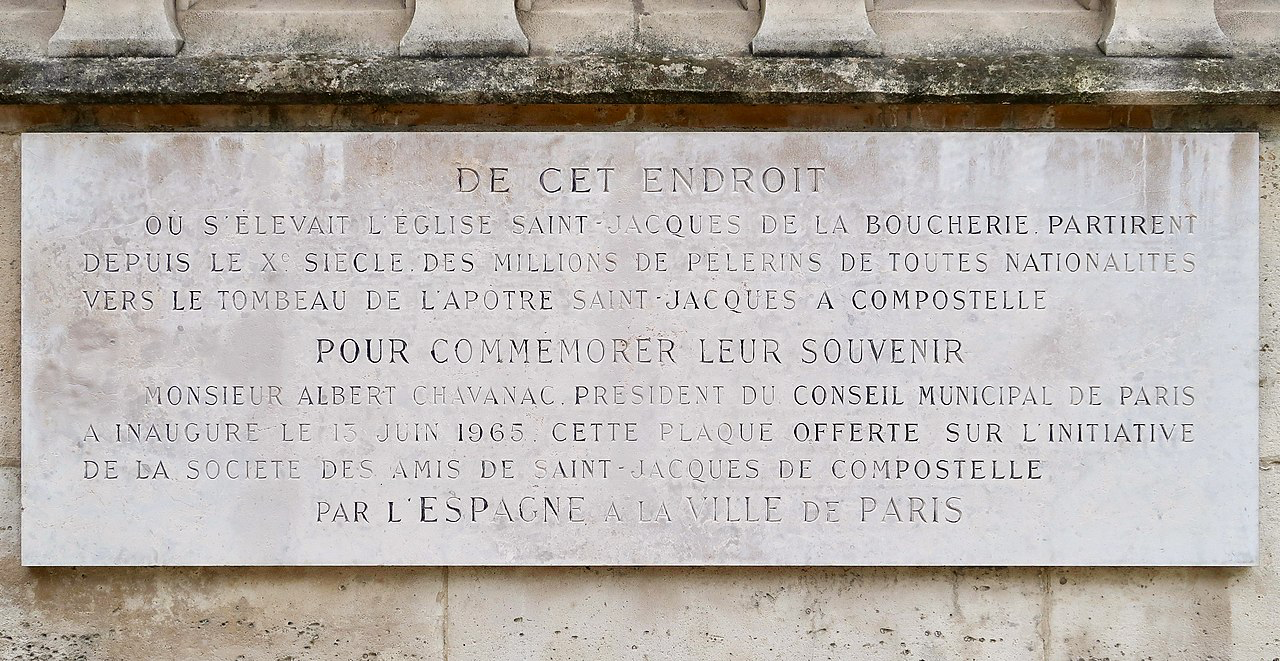 DE CET ENDROIT
OÙ S'ÉLEVAIT L'ÉGLISE SAINT-JACQUES DE LA BOUCHERIE, PARTIRENT
DEPUIS LE Xe SIECLE, DES MILLIONS DE PELERINS DE TOUTES NATIONALITES
VERS LE TOMBEAU DE L'APOTRE SAINT-JACQUES A COMPOSTELLE
POUR COMMEMORER LEUR SOUVENIR
MONSIEUR ALBERT CHAVANAC, PRESIDENT DU CONSEIL MUNICIPAL DE PARIS
A INAUGURE LE 13 JUIN 1965, CETTE PLAQUE OFFERTE SUR L'INITIATIVE
DE LA SOCIETE DES AMIS DE SAINT-JACQUES DE COMPOSTELLE
PAR L'ESPAGNE A LA VILLE DE PARIS